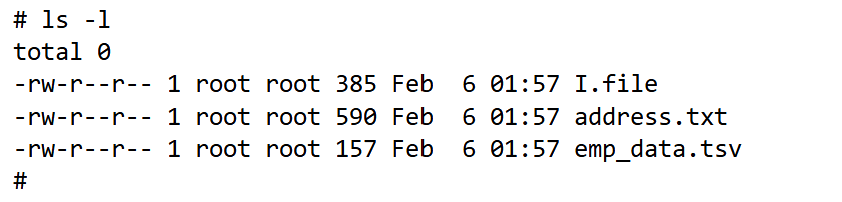 # ls -l
total 0
-rw-r--r-- 1 root root 385 Feb  6 01:57 I.file
-rw-r--r-- 1 root root 590 Feb  6 01:57 address.txt
-rw-r--r-- 1 root root 157 Feb  6 01:57 emp_data.tsv
#